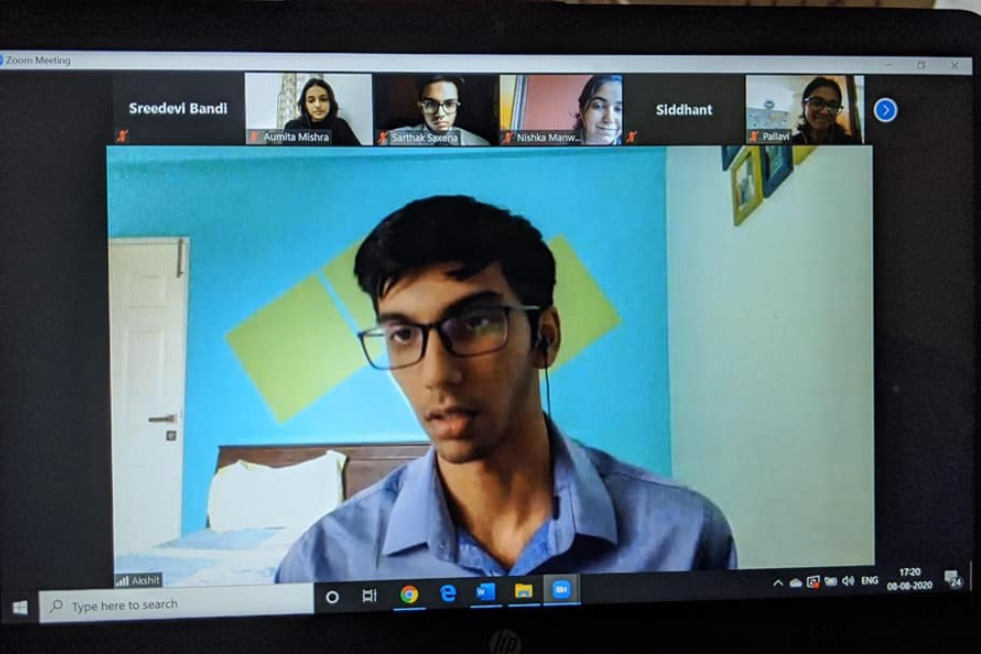 Zoom Meeting
Sreedevi Bandi
Siddhant
Aumita Mishra
Sarthak Saxena
Nishka Manw...
Pallavi
Akshit
Type here to search
ENG
17:20
08-08-2020
24
hp